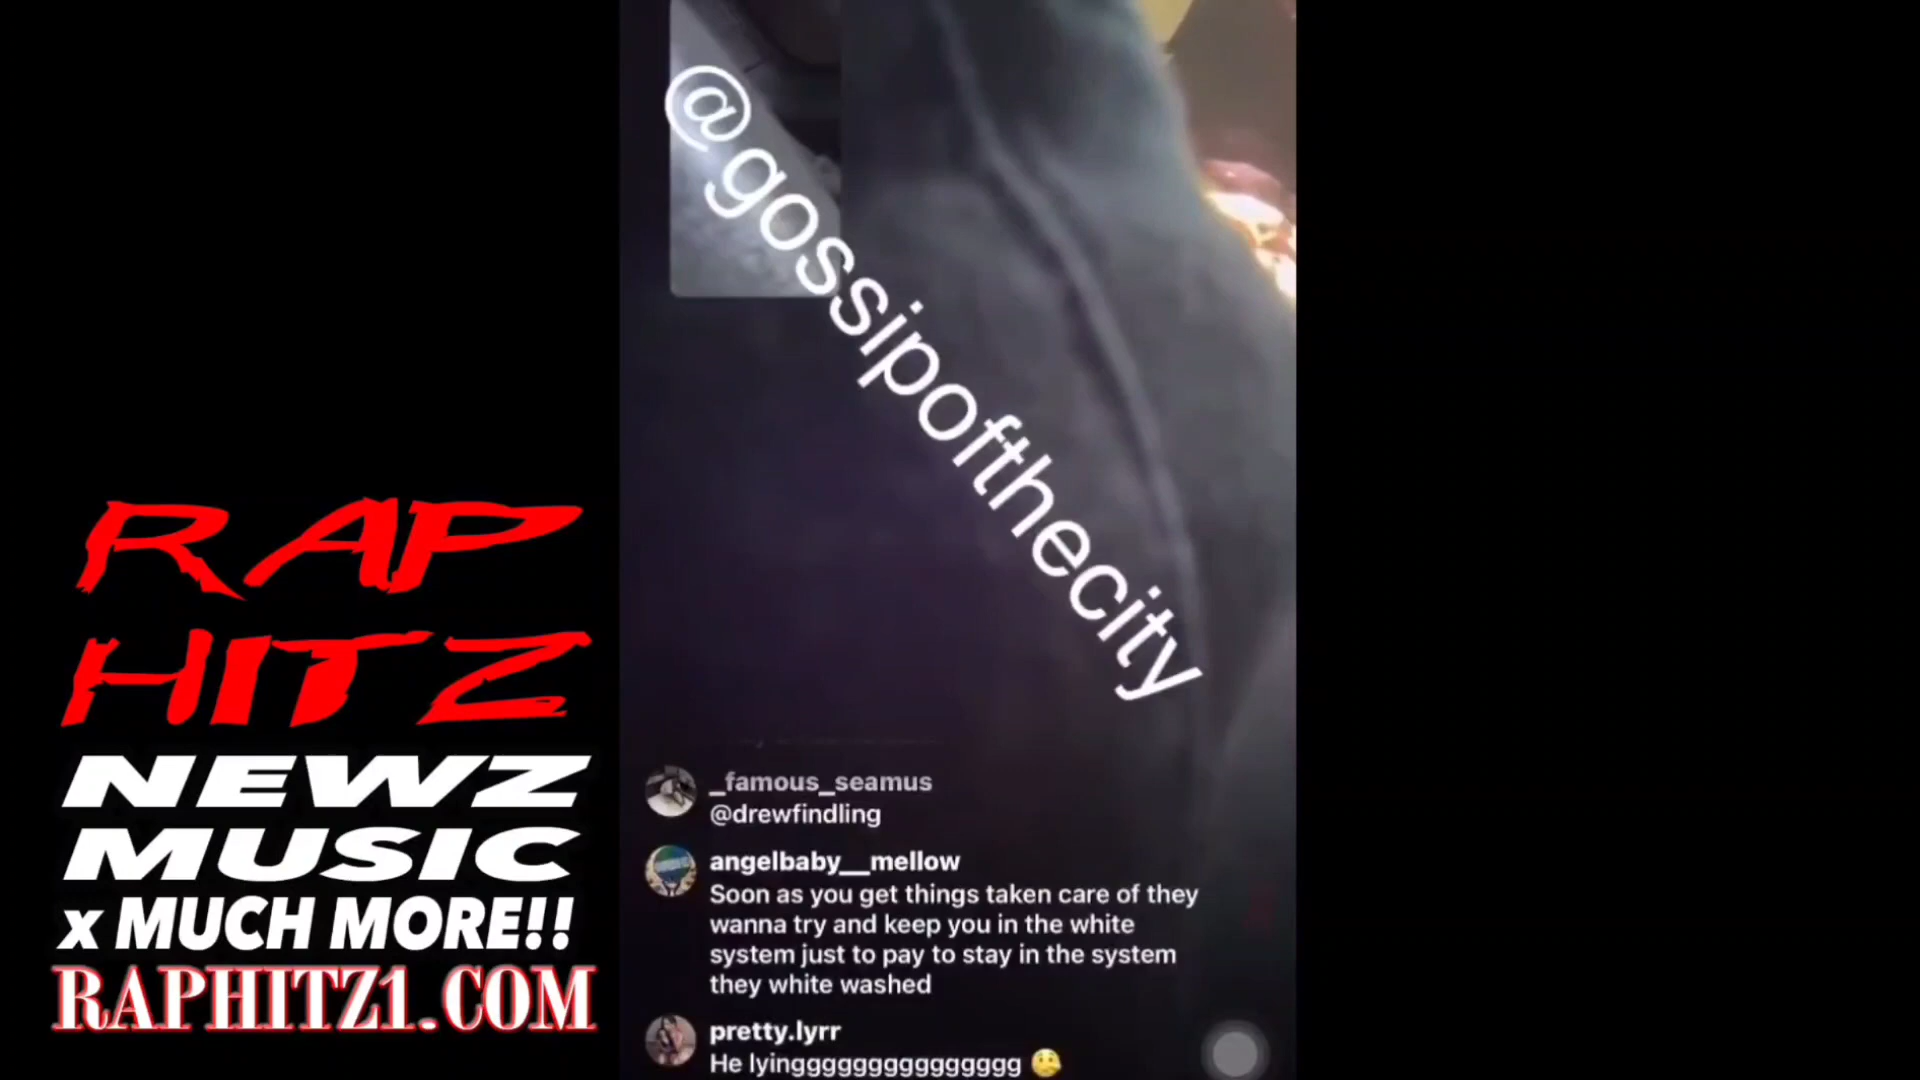 @gossipofthecity
RAP
HITZ
NEWZ
MUSIC
x MUCH MORE!!
RAPHITZ1.COM
_famous_seamus
@drewfindling
angelbaby__mellow
Soon as you get things taken care of they
wanna try and keep you in the white
system just to pay to stay in the system
they white washed
pretty.lyrr
He lyingggggggggggggggg 🤥